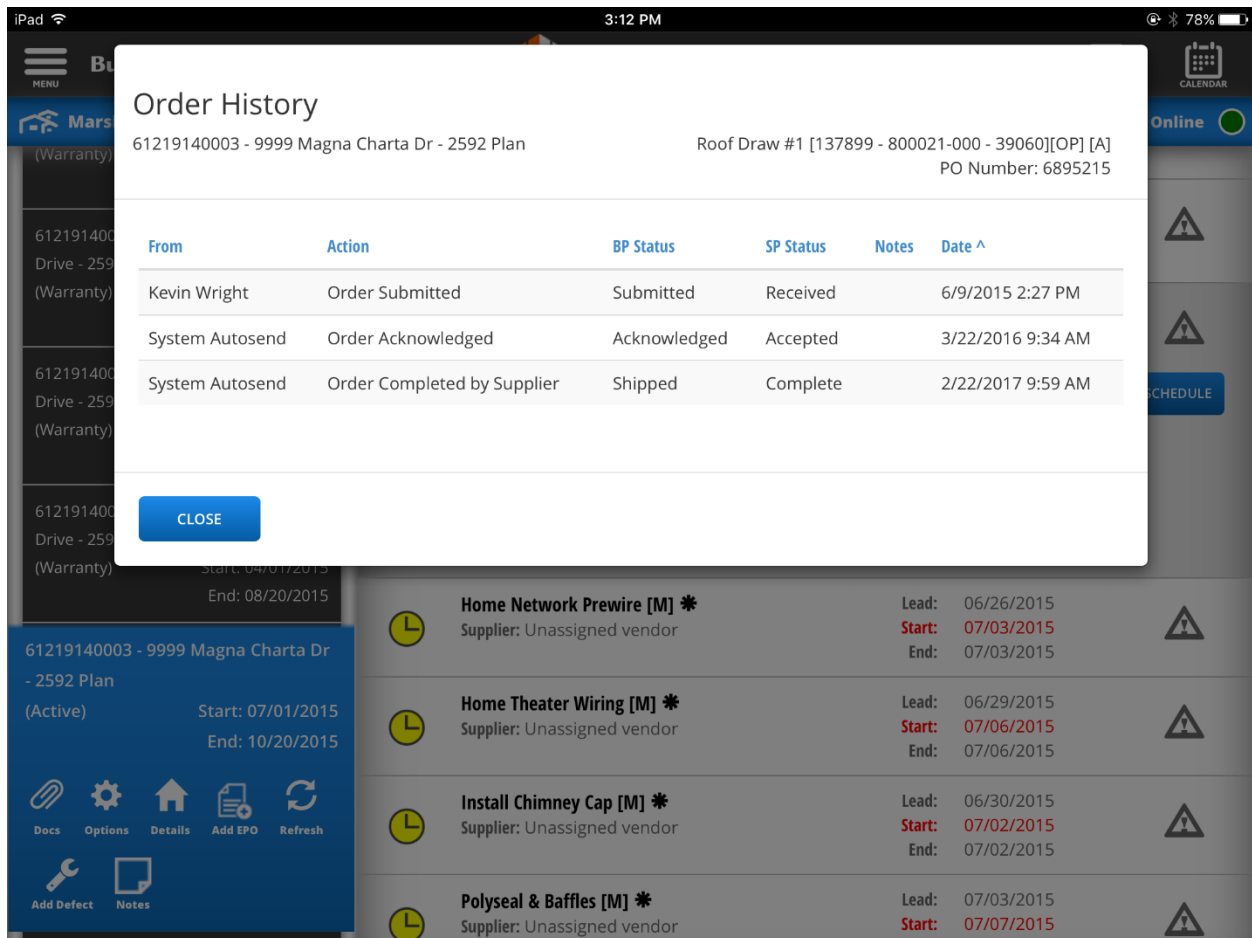 iPad 3:12 PM 78%
MENU
CALENDAR
Online
Order History
61219140003 - 9999 Magna Charta Dr - 2592 Plan
Roof Draw #1 [137899 - 800021-000 - 39060][OP] [A]
PO Number: 6895215
From Action BP Status SP Status Notes Date ^
Kevin Wright Order Submitted Submitted Received 6/9/2015 2:27 PM
System Autosend Order Acknowledged Acknowledged Accepted 3/22/2016 9:34 AM
System Autosend Order Completed by Supplier Shipped Complete 2/22/2017 9:59 AM
CLOSE
(Warranty)
Drive - 259
(Warranty)
Drive - 259
(Warranty)
Drive - 259
(Warranty) Start: 04/01/2015
End: 08/20/2015
SCHEDULE
61219140003 - 9999 Magna Charta Dr
- 2592 Plan
(Active) Start: 07/01/2015
End: 10/20/2015
Docs Options Details Add EPO Refresh
Add Defect Notes
Home Network Prewire [M] ✱ Lead: 06/26/2015
Supplier: Unassigned vendor Start: 07/03/2015
End: 07/03/2015
Home Theater Wiring [M] ✱ Lead: 06/29/2015
Supplier: Unassigned vendor Start: 07/06/2015
End: 07/06/2015
Install Chimney Cap [M] ✱ Lead: 06/30/2015
Supplier: Unassigned vendor Start: 07/02/2015
End: 07/02/2015
Polyseal & Baffles [M] ✱ Lead: 07/03/2015
Supplier: Unassigned vendor Start: 07/07/2015